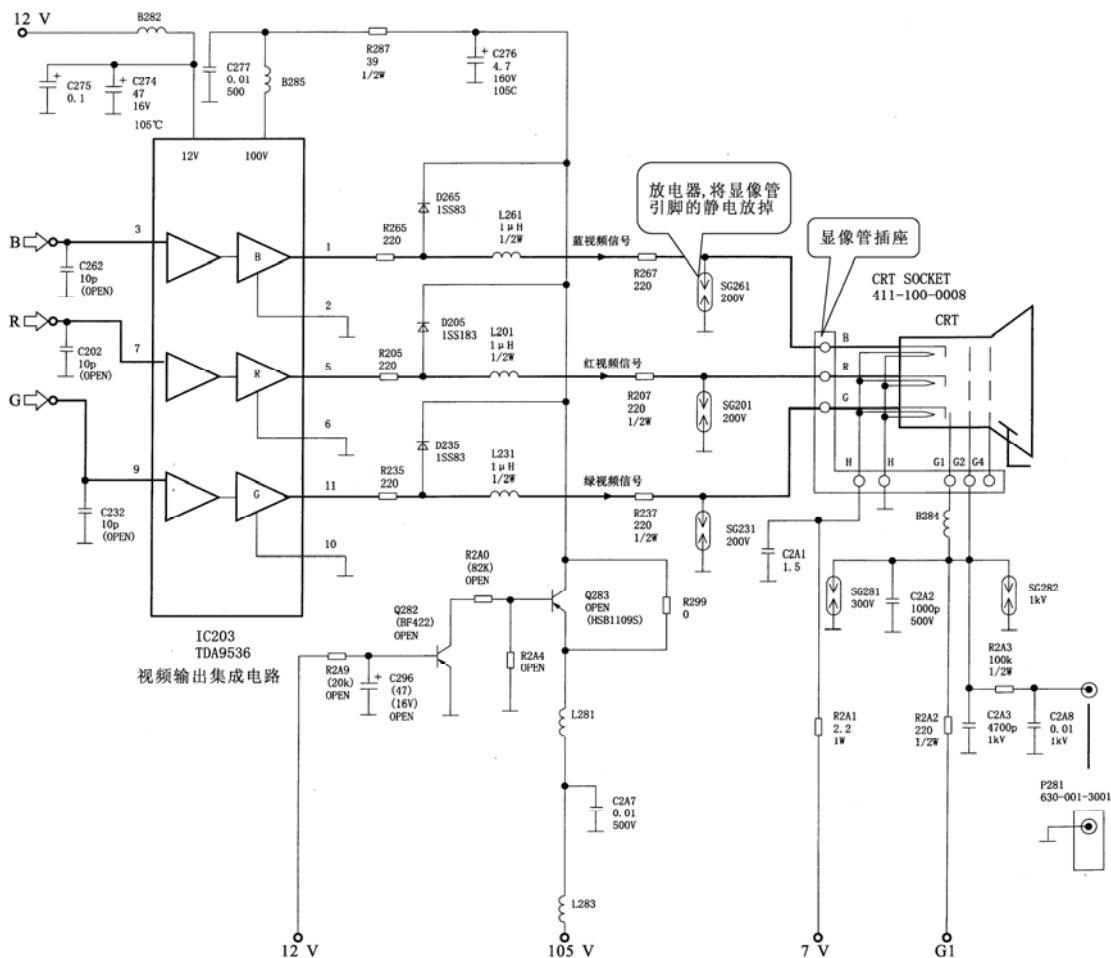 12 V
B282
C275
0.1
C274
47
16V
105℃
C277
0.01
500
B285
R287
39
1/2W
C276
4.7
160V
105C
12V
100V
B
3
C262
10p
(OPEN)
B
1
2
R265
220
D265
1SS83
L261
1μH
1/2W
蓝视频信号
R267
220
放电器,将显像管
引脚的静电放掉
SG261
200V
显像管插座
CRT SOCKET
411-100-0008
CRT
R
7
C202
10p
(OPEN)
R
5
6
R205
220
D205
1SS183
L201
1μH
1/2W
红视频信号
R207
220
1/2W
SG201
200V
B
R
G
G
9
C232
10p
(OPEN)
G
11
10
R235
220
D235
1SS83
L231
1μH
1/2W
绿视频信号
R237
220
1/2W
SG231
200V
H
H
G1
G2
G4
B284
C2A1
1.5
SG281
300V
C2A2
1000p
500V
SG282
1kV
IC203
TDA9536
视频输出集成电路
R2A0
(82K)
OPEN
Q282
(BF422)
OPEN
Q283
OPEN
(HSB1109S)
R299
0
R2A4
OPEN
R2A9
(20k)
OPEN
C296
(47)
(16V)
OPEN
L281
C2A7
0.01
500V
L283
R2A1
2.2
1W
R2A2
220
1/2W
R2A3
100k
1/2W
C2A3
4700p
1kV
C2A8
0.01
1kV
P281
630-001-3001
12 V
105 V
7 V
G1